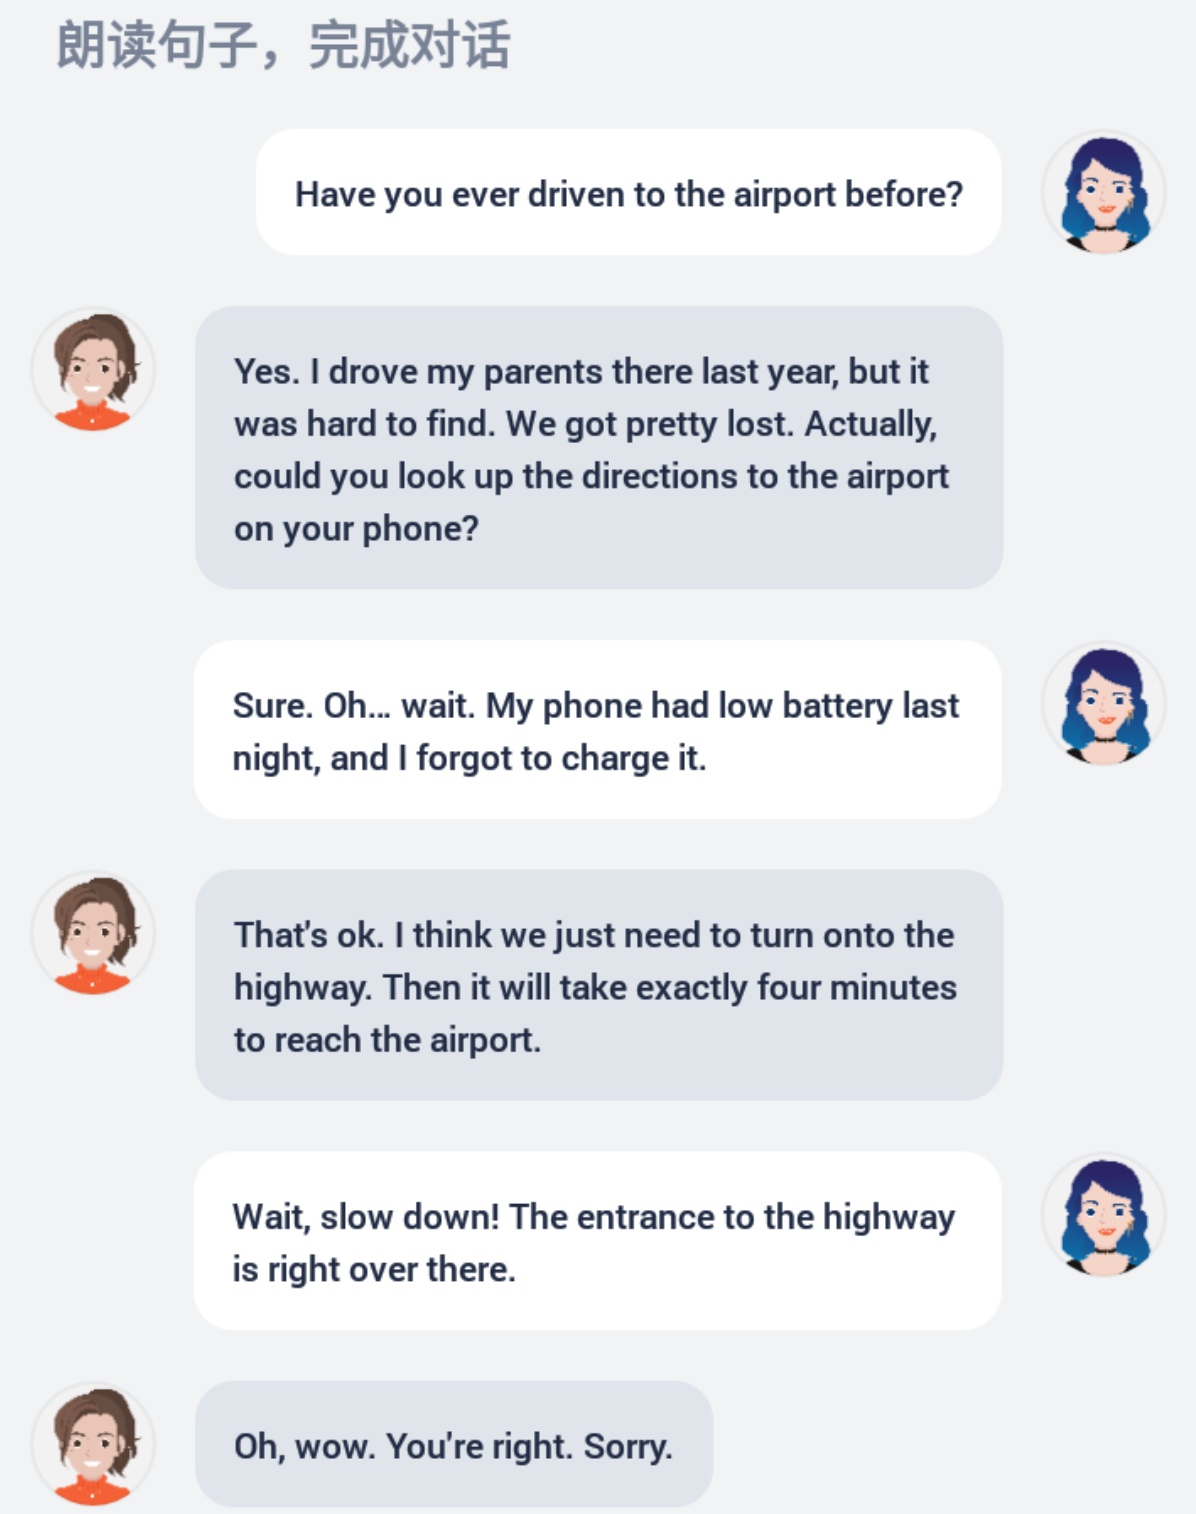 朗读句子，完成对话
Have you ever driven to the airport before?
Yes. I drove my parents there last year, but it
was hard to find. We got pretty lost. Actually,
could you look up the directions to the airport
on your phone?
Sure. Oh... wait. My phone had low battery last
night, and I forgot to charge it.
That's ok. I think we just need to turn onto the
highway. Then it will take exactly four minutes
to reach the airport.
Wait, slow down! The entrance to the highway
is right over there.
Oh, wow. You're right. Sorry.